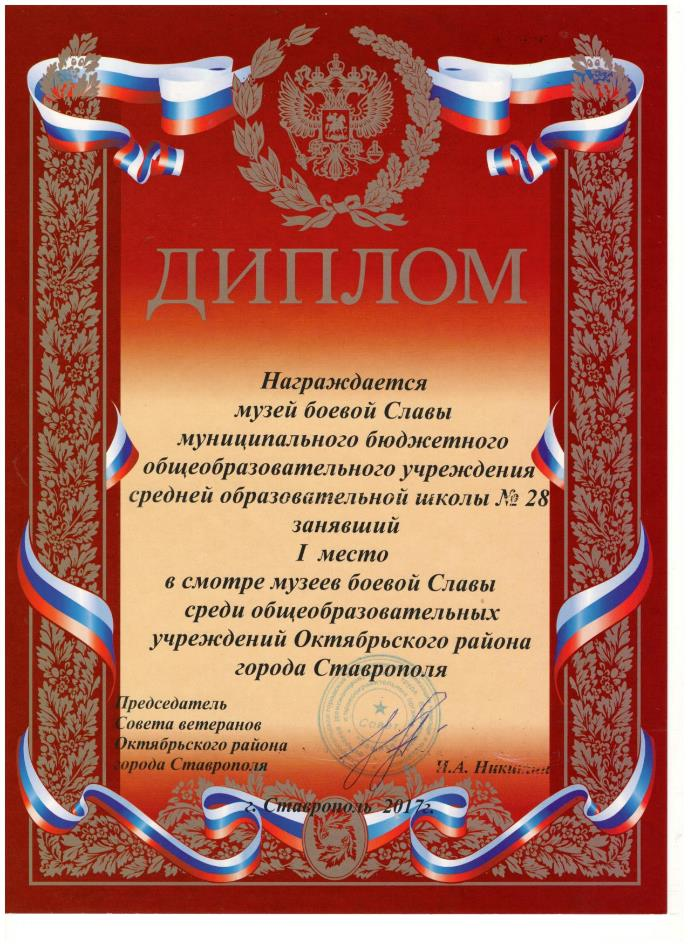 ДИПЛОМ
Награждается
музей боевой Славы
муниципального бюджетного
общеобразовательного учреждения
средней образовательной школы № 28
занявший
I место
в смотре музеев боевой Славы
среди общеобразовательных
учреждений Октябрьского района
города Ставрополя
Председатель
Совета ветеранов
Октябрьского района
города Ставрополя
Н.А. Никитин
г. Ставрополь 2017г.